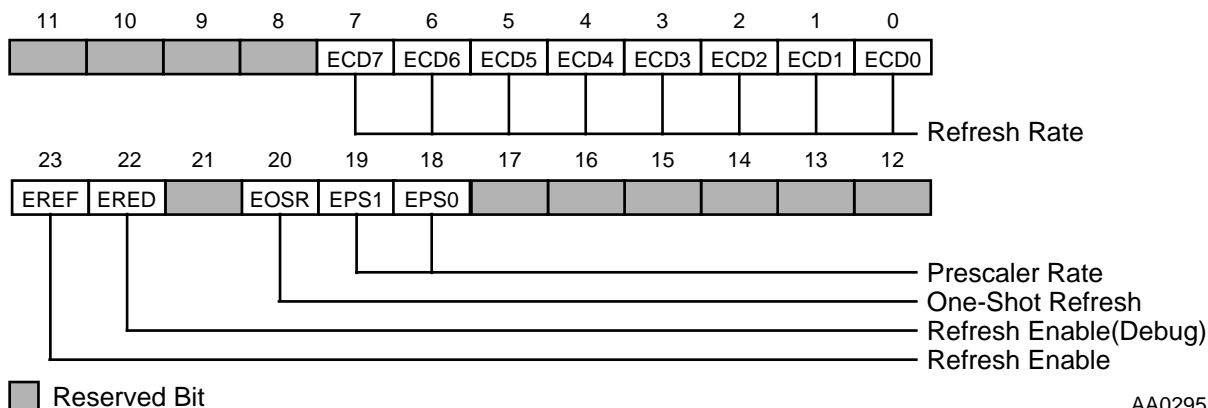 11 10 9 8 7 6 5 4 3 2 1 0
ECD7 ECD6 ECD5 ECD4 ECD3 ECD2 ECD1 ECD0
Refresh Rate
23 22 21 20 19 18 17 16 15 14 13 12
EREF ERED EOSR EPS1 EPS0
Prescaler Rate
One-Shot Refresh
Refresh Enable(Debug)
Refresh Enable
Reserved Bit
AA0295